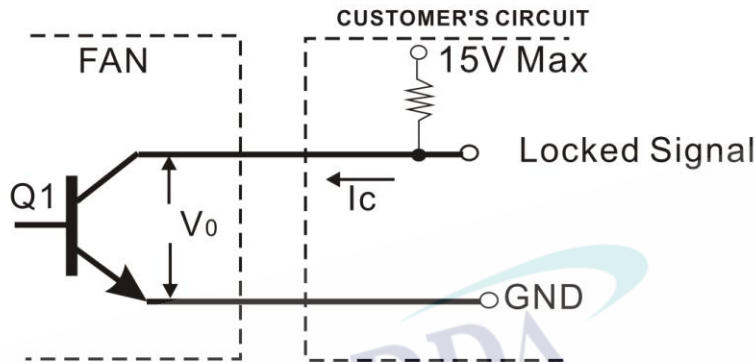 CUSTOMER'S CIRCUIT
FAN
15V Max
Locked Signal
Q1
Ic
V0
GND